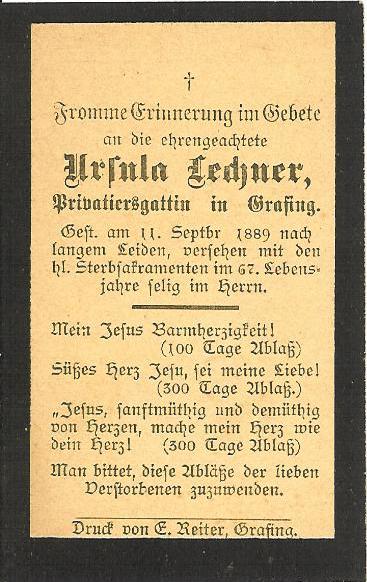 †
Fromme Erinnerung im Gebete
an die ehrengeachtete
Ursula Lechner,
Privatiersgattin in Grafing.
Gest. am 11. Septbr 1889 nach
langem Leiden, versehen mit den
hl. Sterbsakramenten im 67. Lebens-
jahre selig im Herrn.
Mein Jesus Barmherzigkeit!
(100 Tage Ablaß)
Süßes Herz Jesu, sei meine Liebe!
(300 Tage Ablaß.)
„Jesus, sanftmüthig und demüthig
von Herzen, mache mein Herz wie
dein Herz! (300 Tage Ablaß)
Man bittet, diese Abläße der lieben
Verstorbenen zuzuwenden.
Druck von E. Reiter, Grafing.